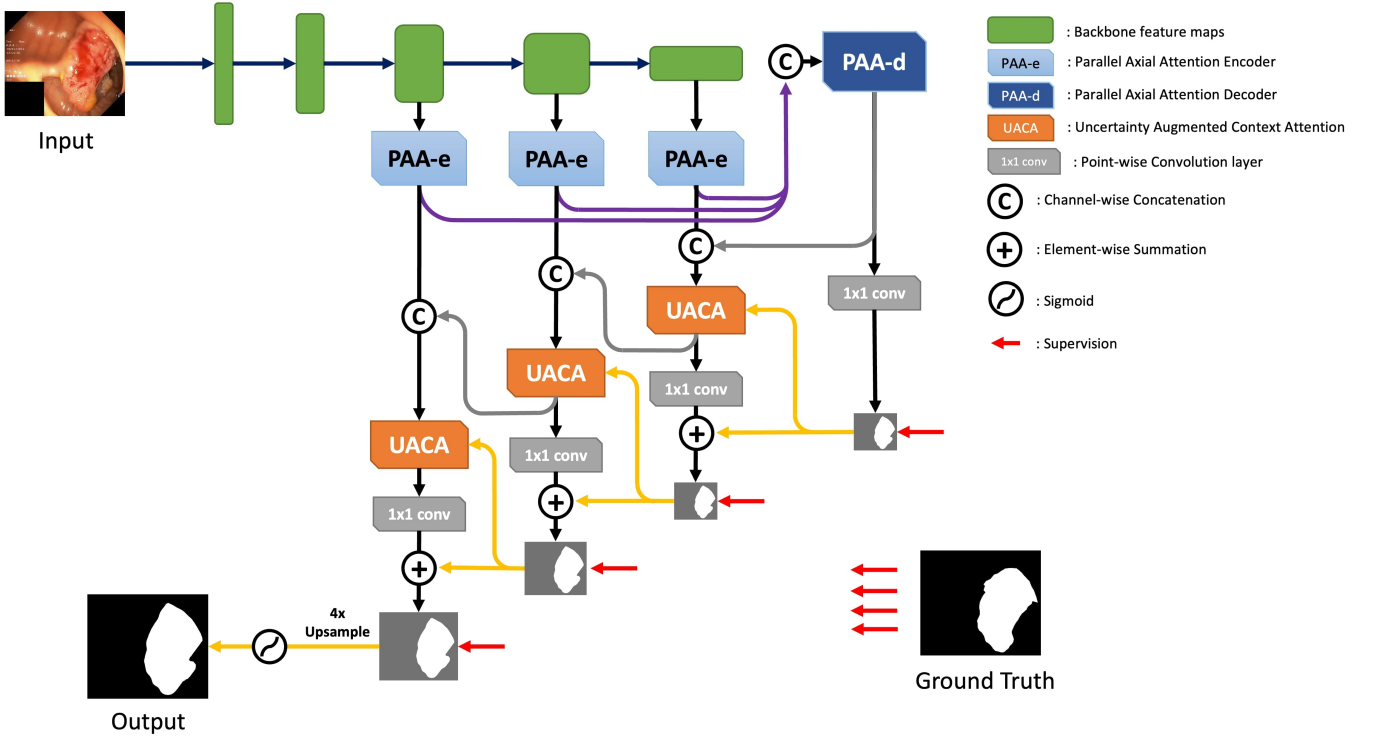 Input
C
PAA-d
PAA-e
PAA-e
PAA-e
C
C
C
UACA
1x1 conv
UACA
1x1 conv
UACA
1x1 conv
1x1 conv
4x
Upsample
Output
Ground Truth
: Backbone feature maps
PAA-e : Parallel Axial Attention Encoder
PAA-d : Parallel Axial Attention Decoder
UACA : Uncertainty Augmented Context Attention
1x1 conv : Point-wise Convolution layer
C : Channel-wise Concatenation
+ : Element-wise Summation
: Sigmoid
: Supervision